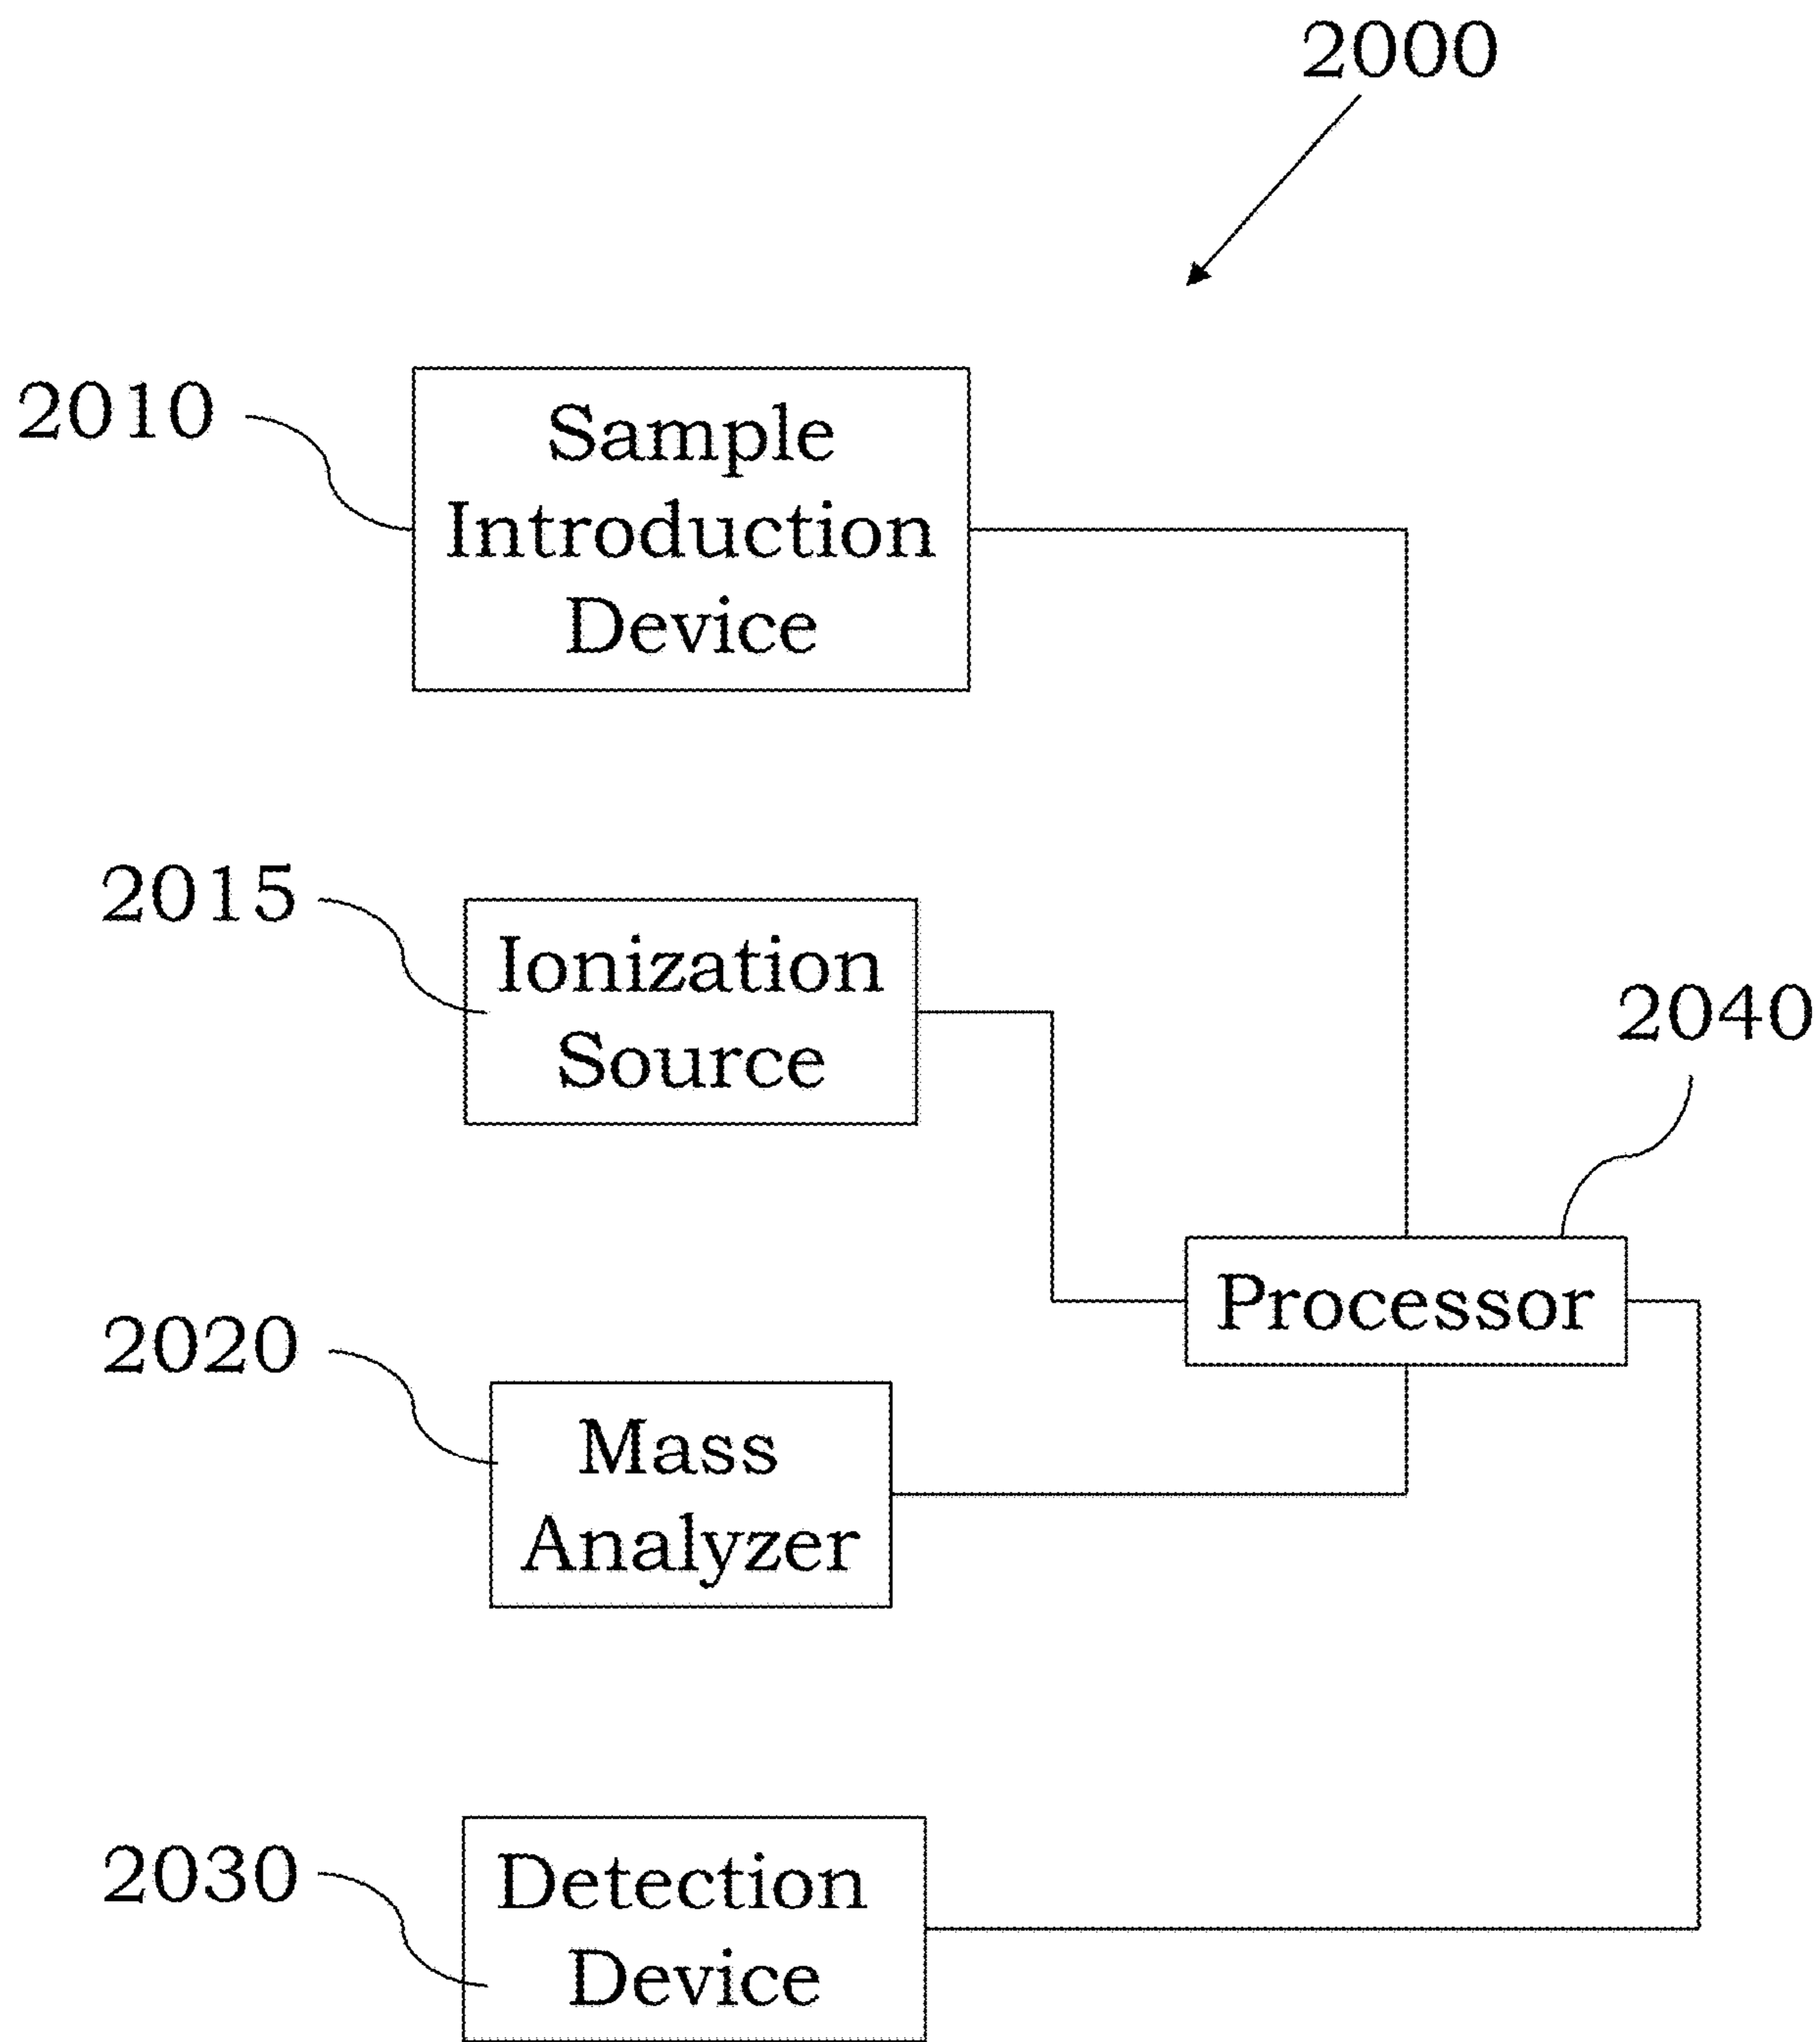 2000
2010
Sample
Introduction
Device
2015
Ionization
Source
2040
Processor
2020
Mass
Analyzer
2030
Detection
Device